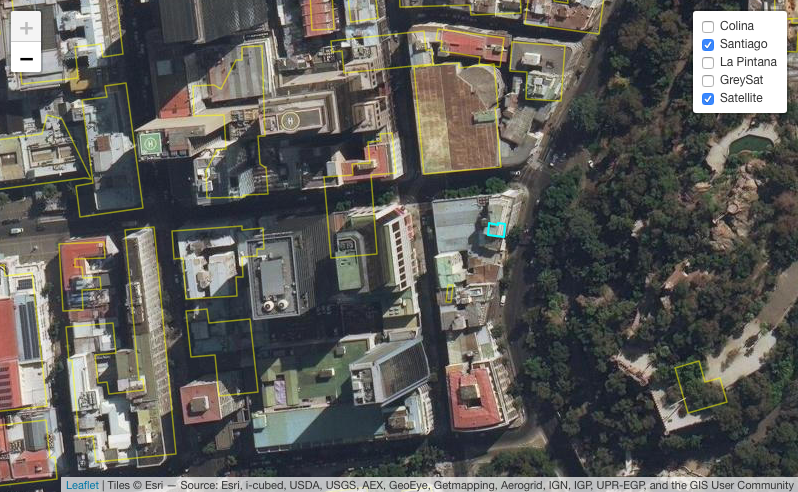 +
−
Colina
Santiago
La Pintana
GreySat
Satellite
H
H
Leaflet | Tiles © Esri — Source: Esri, i-cubed, USDA, USGS, AEX, GeoEye, Getmapping, Aerogrid, IGN, IGP, UPR-EGP, and the GIS User Community